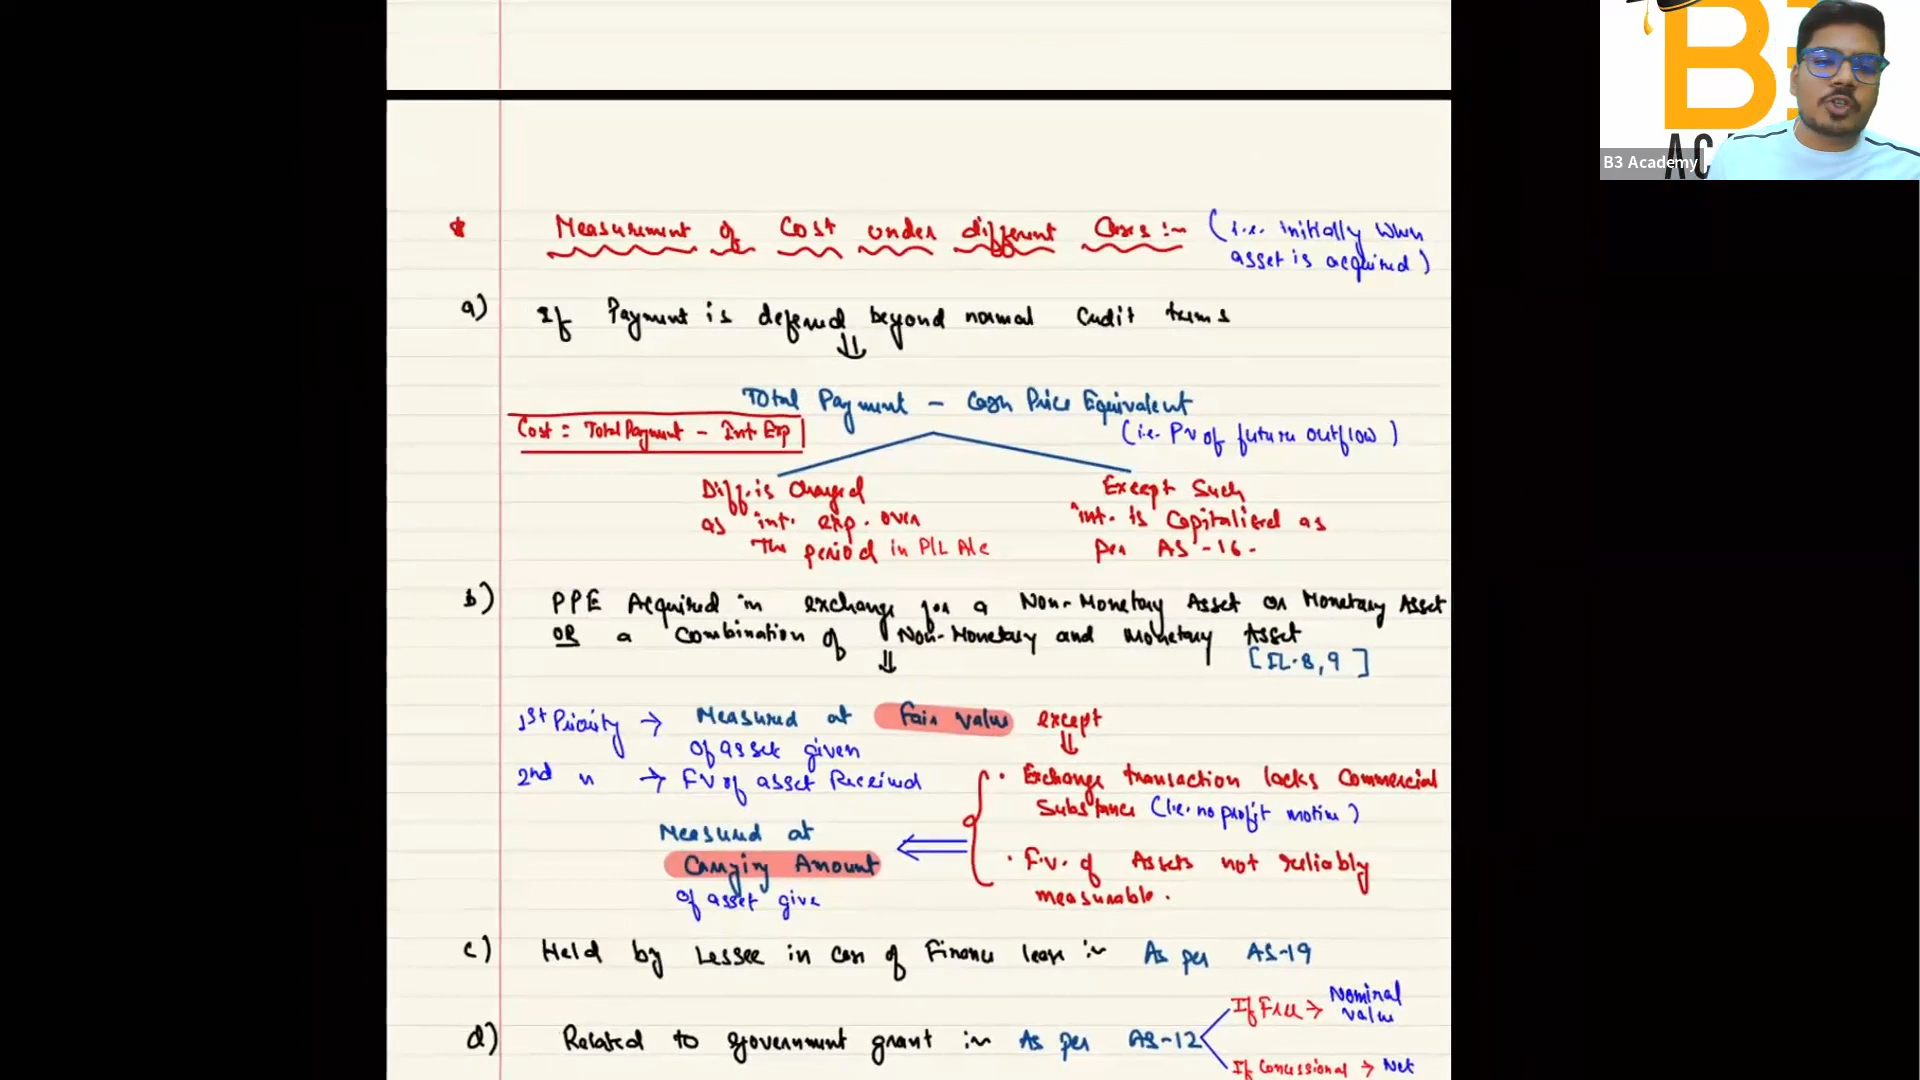 B3
AC
B3 Academy
* Measurement of Cost under different Cases :- (i.e. initially when
asset is acquired)
a) If Payment is deferred beyond normal credit terms
⇓
Total Payment - Cash Price Equivalent
Cost = Total Payment - Int. Exp
(i.e. PV of future outflow)
Diff. is Charged
as int. exp. over
the period in P/L A/c
Except Such
int. is Capitalised as
per AS-16.
b) PPE Acquired in exchange for a Non-Monetary Asset or Monetary Asset
OR a combination of Non-Monetary and Monetary Asset
⇓ [IL-8,9]
1st Priority → Measured at Fair Value except
of asset given ⇓
2nd " → FV of asset Received
• Exchange transaction lacks Commercial
Substance (i.e. no profit motive)
Measured at
Carrying Amount
of asset give
• F.V. of Assets not reliably
measurable.
c) Held by Lessee in case of Finance lease :- As per AS-19
d) Related to government grant :- As per AS-12
If Free → Nominal
value
If Concessional → Net